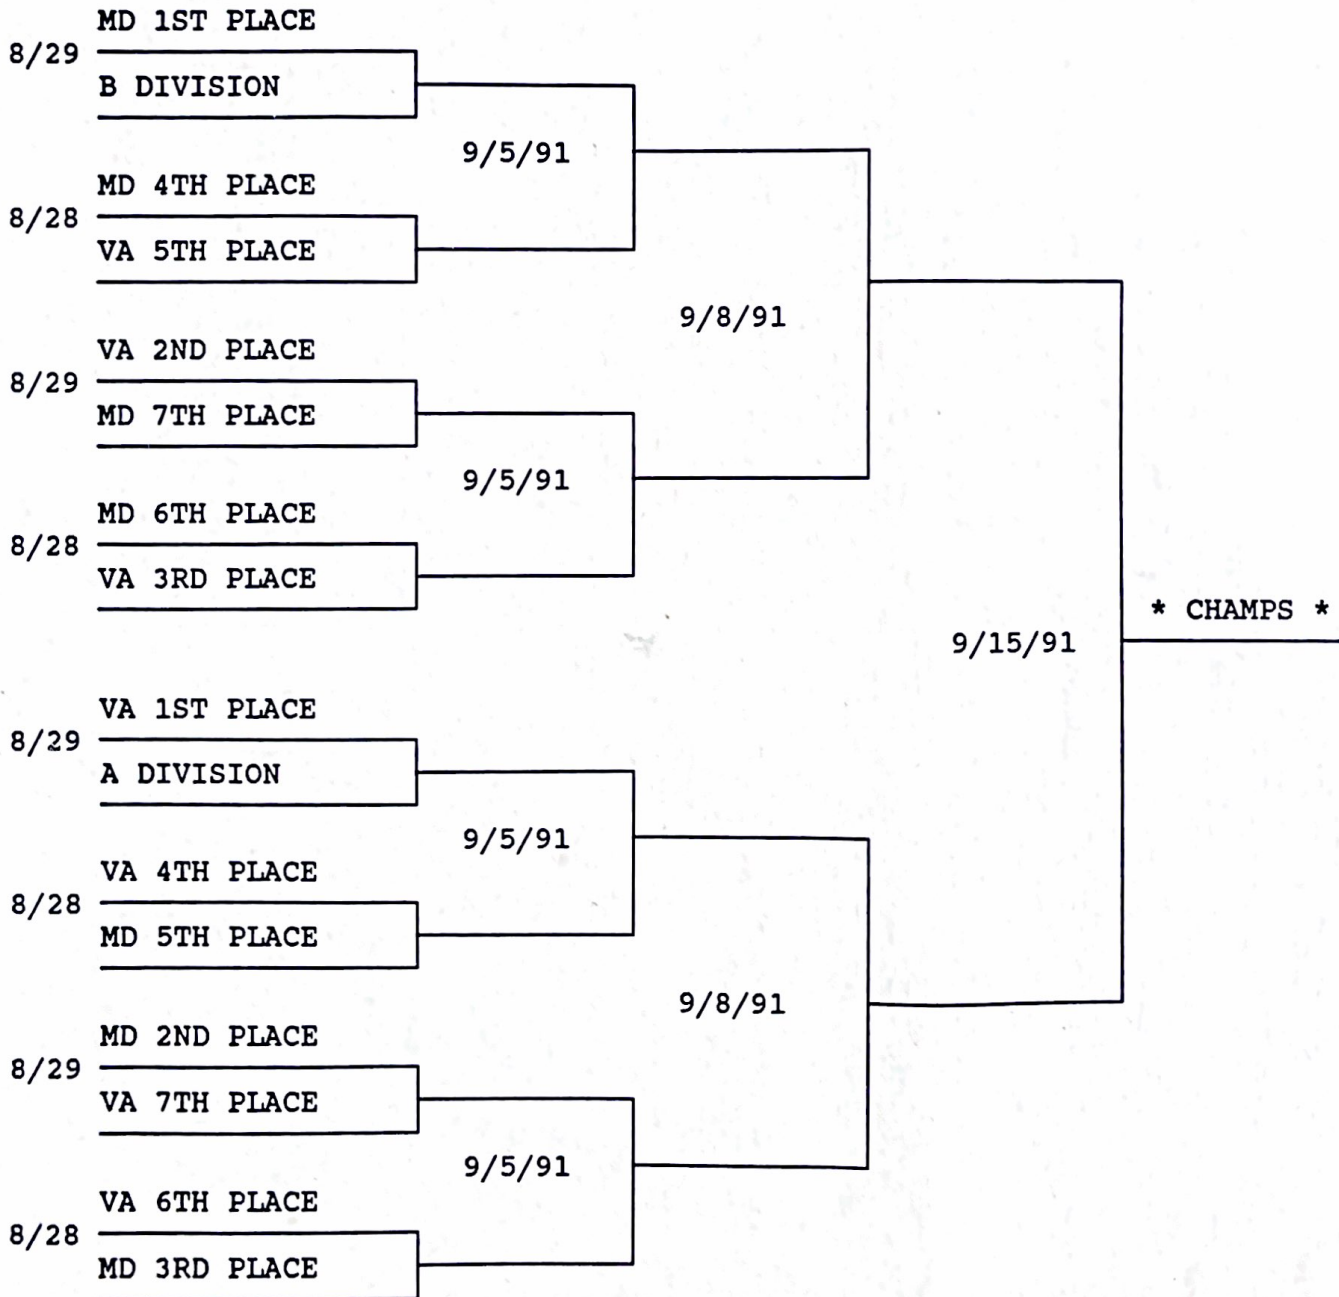 MD 1ST PLACE
8/29
B DIVISION
9/5/91
MD 4TH PLACE
8/28
VA 5TH PLACE
9/8/91
VA 2ND PLACE
8/29
MD 7TH PLACE
9/5/91
MD 6TH PLACE
8/28
VA 3RD PLACE
* CHAMPS *
9/15/91
VA 1ST PLACE
8/29
A DIVISION
9/5/91
VA 4TH PLACE
8/28
MD 5TH PLACE
9/8/91
MD 2ND PLACE
8/29
VA 7TH PLACE
9/5/91
VA 6TH PLACE
8/28
MD 3RD PLACE